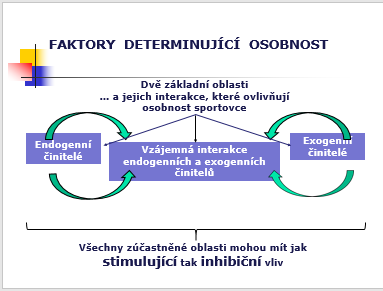 FAKTORY DETERMINUJÍCÍ OSOBNOST
Dvě základní oblasti
... a jejich interakce, které ovlivňují
osobnost sportovce
Endogenní
činitelé
Vzájemná interakce
endogenních a exogenních
činitelů
Exogenní
činitelé
Všechny zúčastněné oblasti mohou mít jak
stimulující tak inhibiční vliv